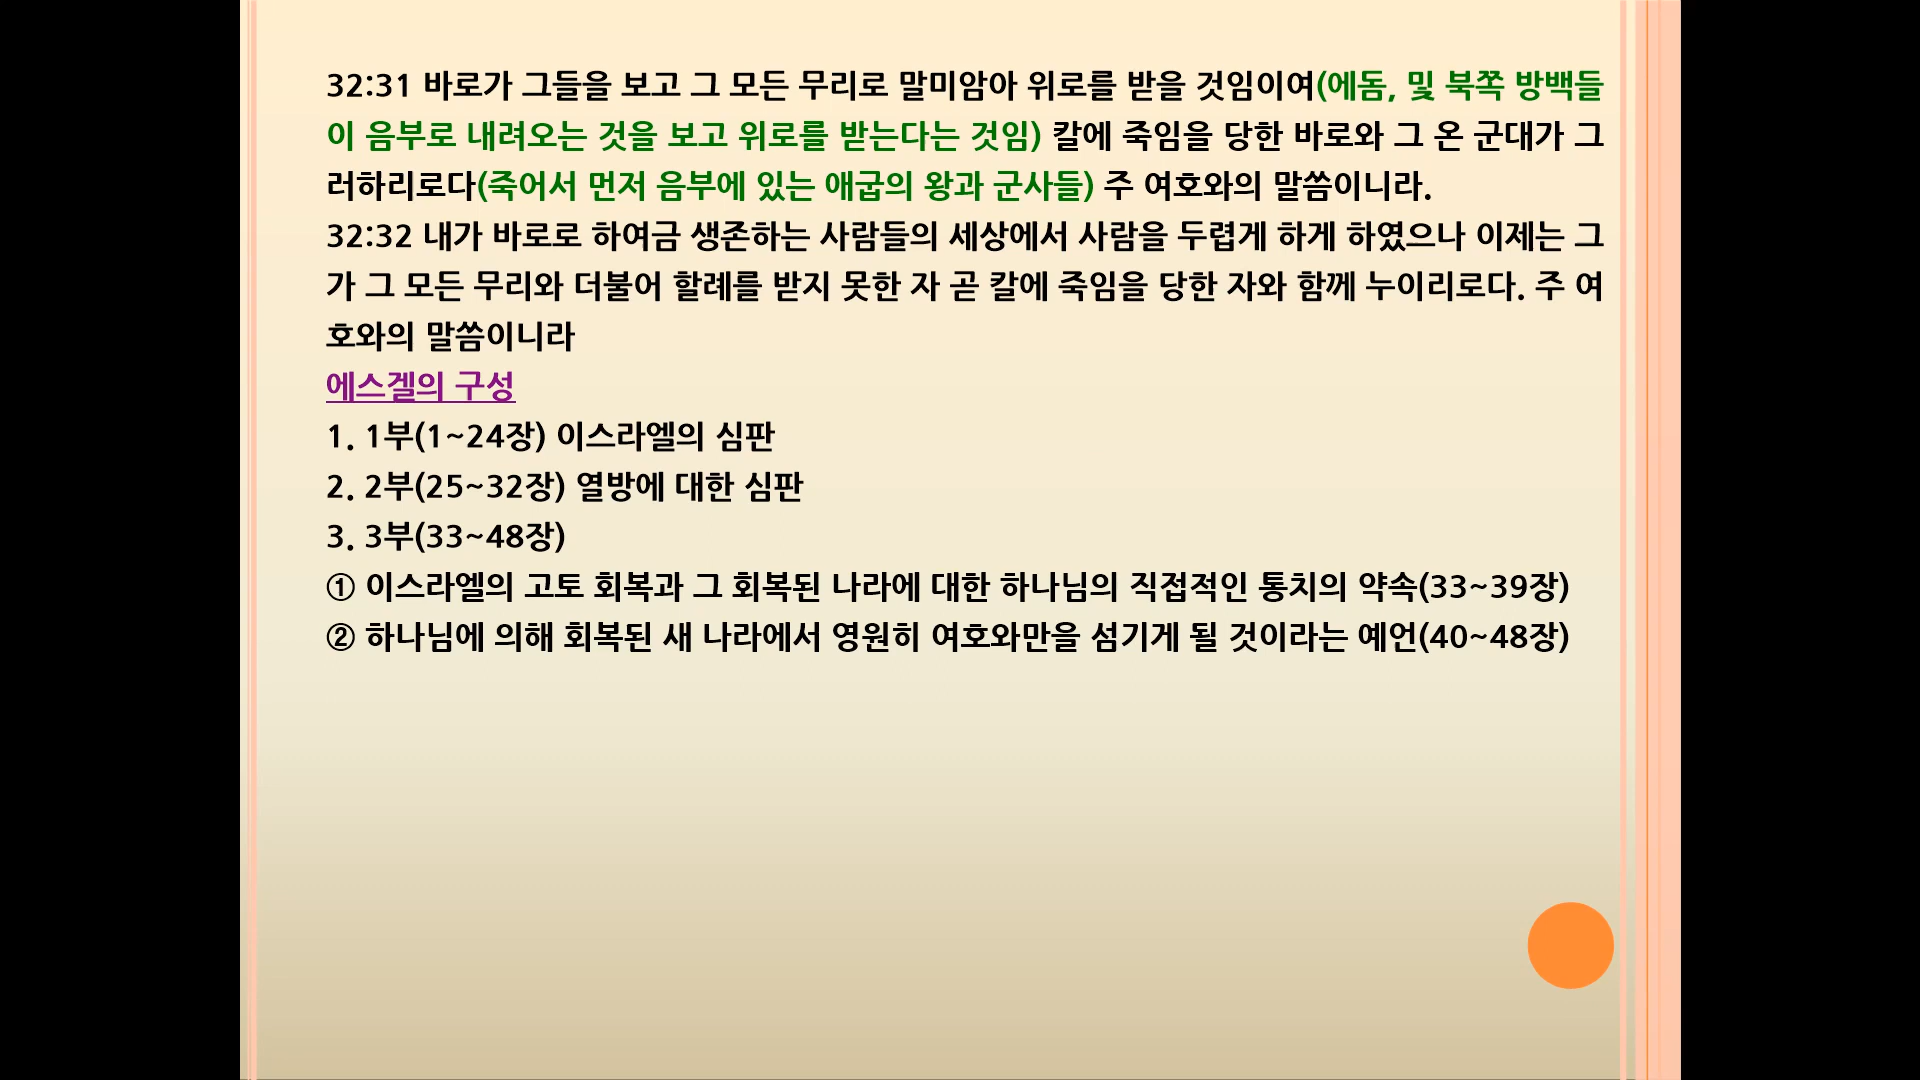 32:31 바로가 그들을 보고 그 모든 무리로 말미암아 위로를 받을 것임이여(에돔, 및 북쪽 방백들
이 음부로 내려오는 것을 보고 위로를 받는다는 것임) 칼에 죽임을 당한 바로와 그 온 군대가 그
러하리로다(죽어서 먼저 음부에 있는 애굽의 왕과 군사들) 주 여호와의 말씀이니라.
32:32 내가 바로로 하여금 생존하는 사람들의 세상에서 사람을 두렵게 하게 하였으나 이제는 그
가 그 모든 무리와 더불어 할례를 받지 못한 자 곧 칼에 죽임을 당한 자와 함께 누이리로다. 주 여
호와의 말씀이니라
에스겔의 구성
1. 1부(1~24장) 이스라엘의 심판
2. 2부(25~32장) 열방에 대한 심판
3. 3부(33~48장)
① 이스라엘의 고토 회복과 그 회복된 나라에 대한 하나님의 직접적인 통치의 약속(33~39장)
② 하나님에 의해 회복된 새 나라에서 영원히 여호와만을 섬기게 될 것이라는 예언(40~48장)